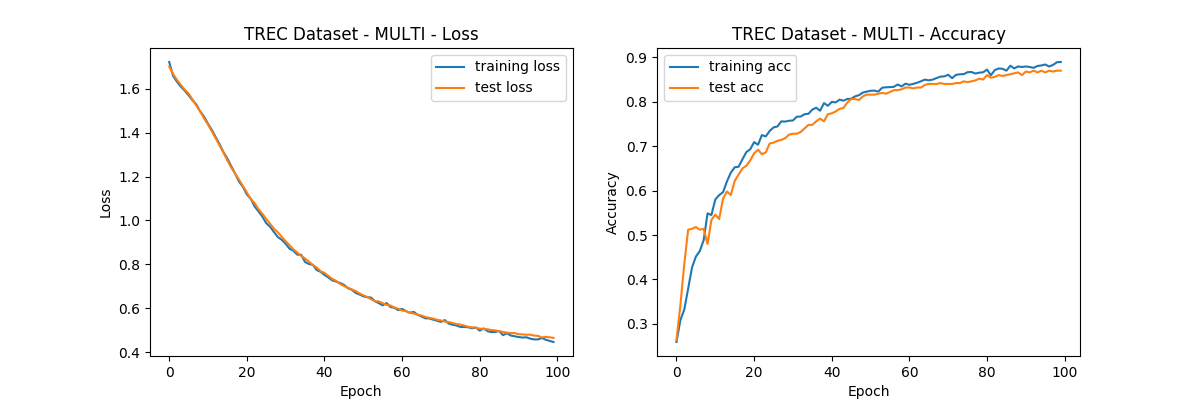 TREC Dataset - MULTI - Loss
training loss
test loss
1.6
1.4
1.2
1.0
0.8
0.6
0.4
Loss
0 20 40 60 80 100
Epoch
TREC Dataset - MULTI - Accuracy
training acc
test acc
0.9
0.8
0.7
0.6
0.5
0.4
0.3
Accuracy
0 20 40 60 80 100
Epoch